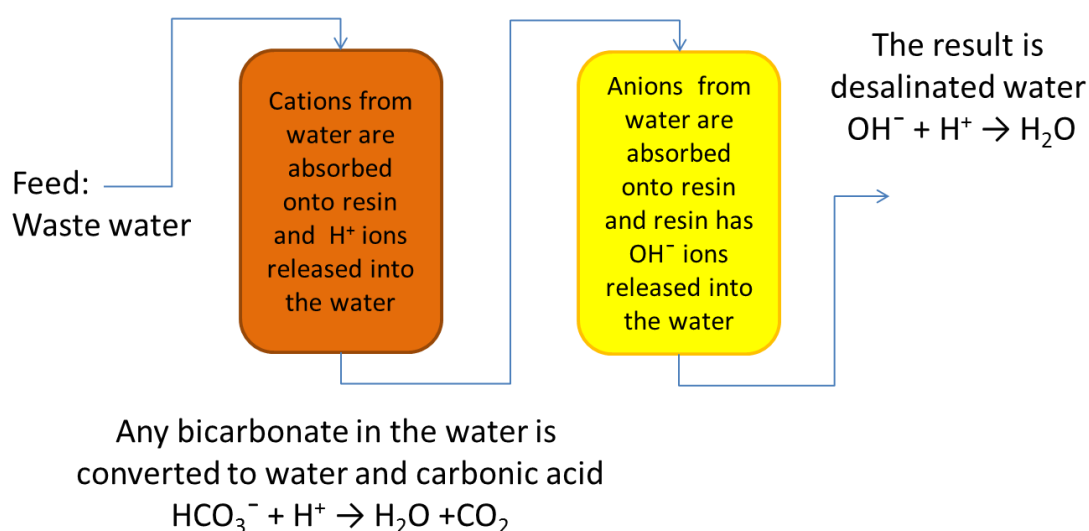 Feed:
Waste water
Cations from
water are
absorbed
onto resin
and H⁺ ions
released into
the water
Any bicarbonate in the water is
converted to water and carbonic acid
HCO₃⁻ + H⁺ → H₂O +CO₂
Anions from
water are
absorbed
onto resin
and resin has
OH⁻ ions
released into
the water
The result is
desalinated water
OH⁻ + H⁺ → H₂O